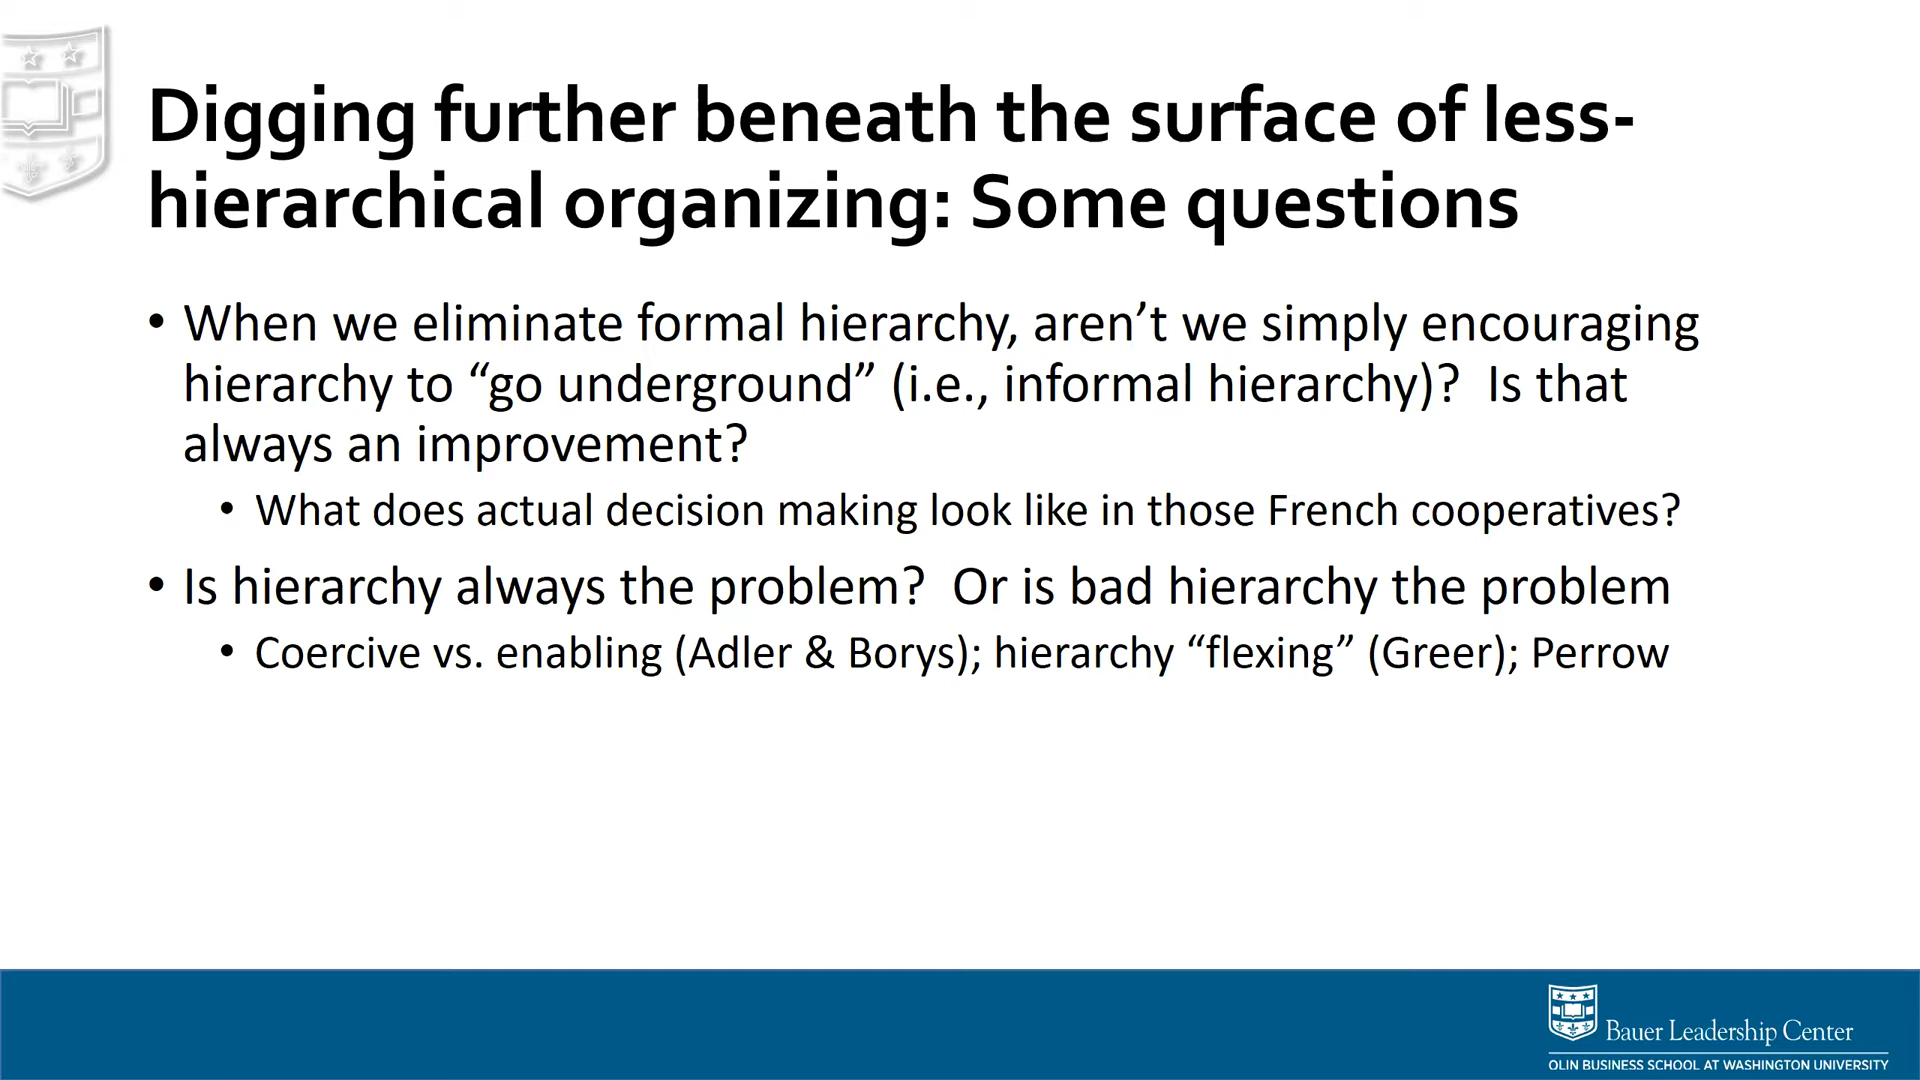 Digging further beneath the surface of less-
hierarchical organizing: Some questions
• When we eliminate formal hierarchy, aren’t we simply encouraging
hierarchy to “go underground” (i.e., informal hierarchy)?  Is that
always an improvement?
• What does actual decision making look like in those French cooperatives?
• Is hierarchy always the problem?  Or is bad hierarchy the problem
• Coercive vs. enabling (Adler & Borys); hierarchy “flexing” (Greer); Perrow
Bauer Leadership Center
OLIN BUSINESS SCHOOL AT WASHINGTON UNIVERSITY